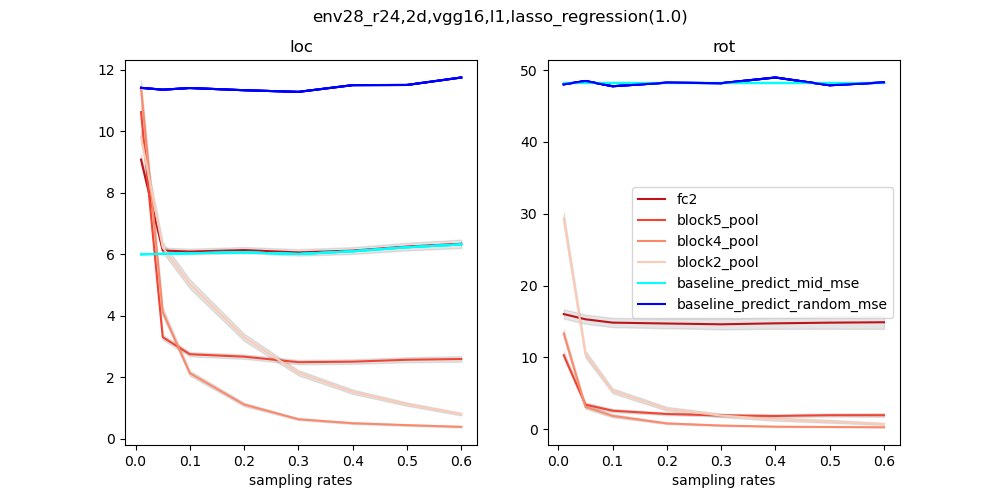 env28_r24,2d,vgg16,l1,lasso_regression(1.0)
loc
12
10
8
6
4
2
0
0.0 0.1 0.2 0.3 0.4 0.5 0.6
sampling rates
rot
50
40
30
20
10
0
fc2
block5_pool
block4_pool
block2_pool
baseline_predict_mid_mse
baseline_predict_random_mse
0.0 0.1 0.2 0.3 0.4 0.5 0.6
sampling rates